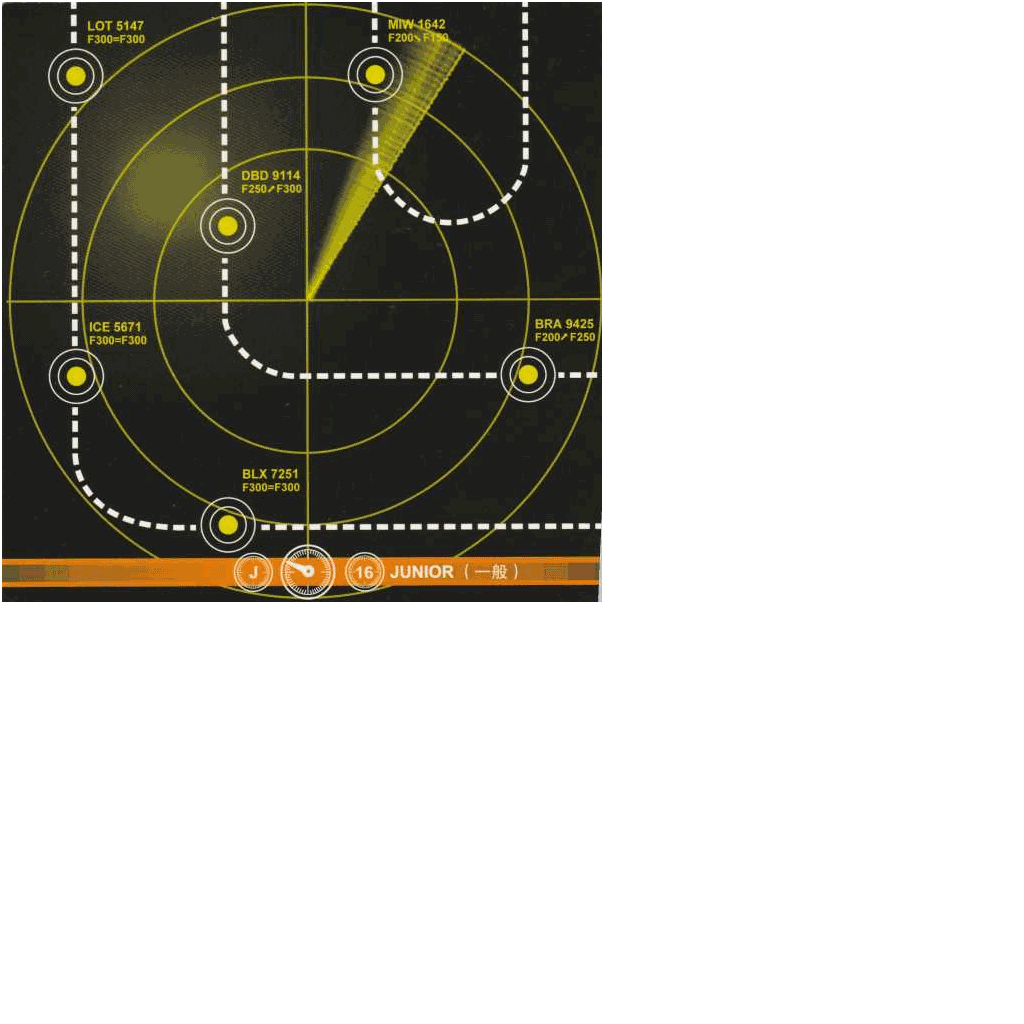 LOT 5147
F300=F300
MIW 1642
F200➘F150
DBD 9114
F250➚F300
ICE 5671
F300=F300
BRA 9425
F200➚F250
BLX 7251
F300=F300
J 16 JUNIOR (一般)